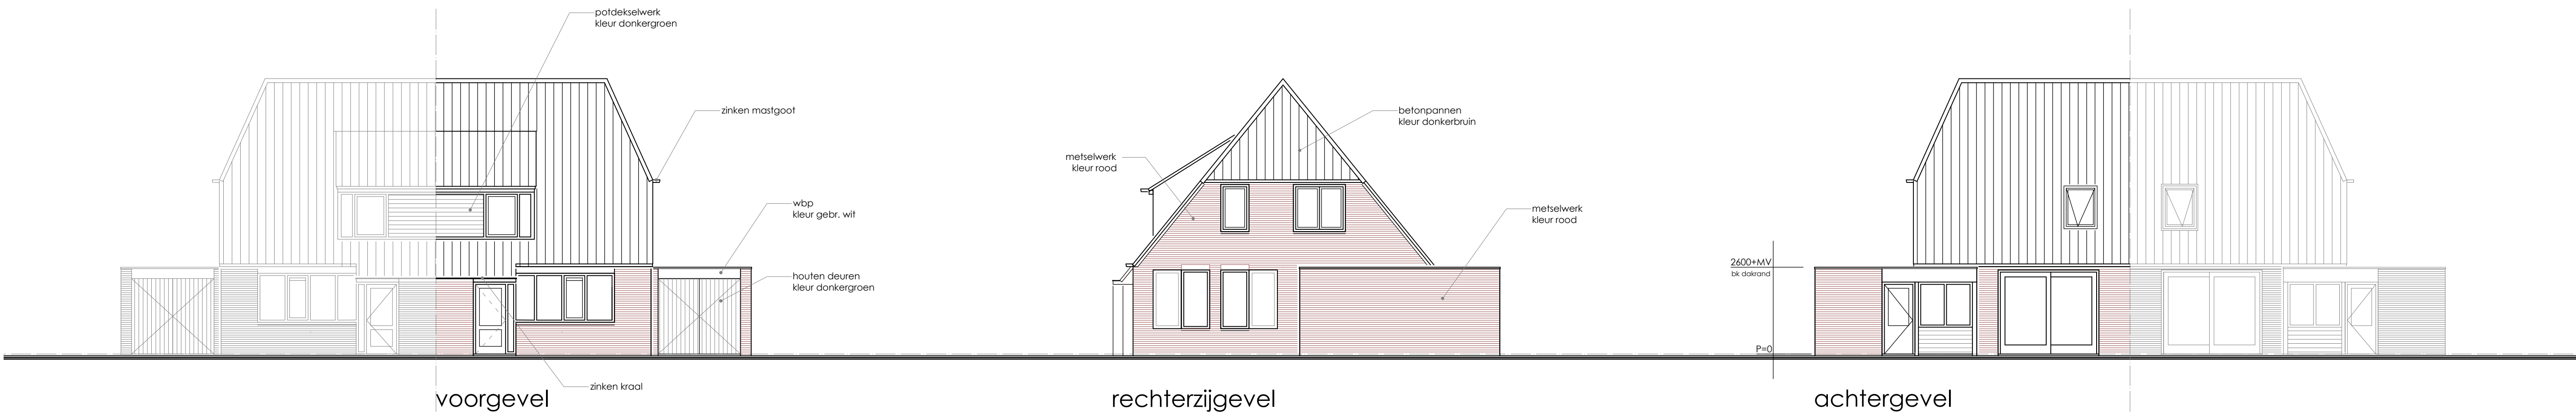 potdekselwerk
kleur donkergroen
zinken mastgoot
wbp
kleur gebr. wit
houten deuren
kleur donkergroen
zinken kraal
voorgevel
metselwerk
kleur rood
betonpannen
kleur donkerbruin
metselwerk
kleur rood
rechterzijgevel
2600+MV
bk dakrand
P=0
achtergevel